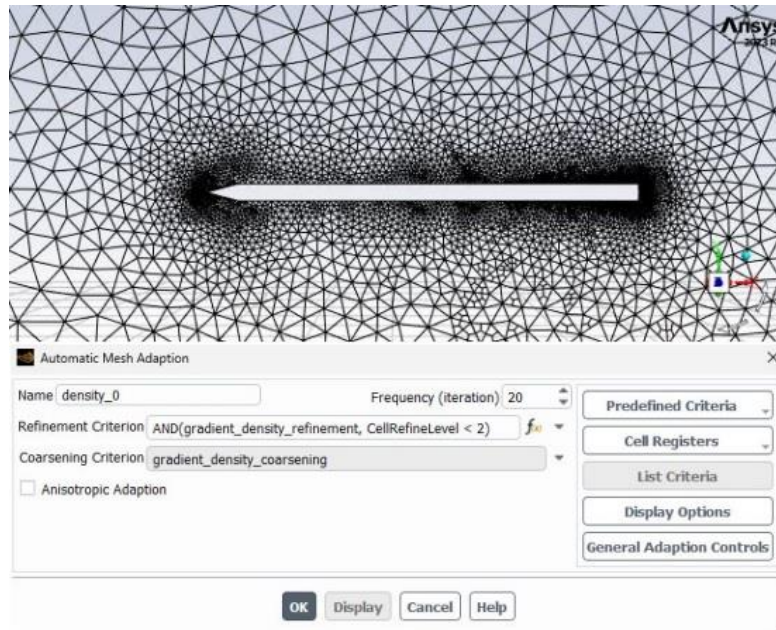 Ansys
2023 R
Automatic Mesh Adaption
Name density_0 Frequency (iteration) 20
Refinement Criterion AND(gradient_density_refinement, CellRefineLevel < 2)
Coarsening Criterion gradient_density_coarsening
Anisotropic Adaption
Predefined Criteria
Cell Registers
List Criteria
Display Options
General Adaption Controls
OK Display Cancel Help